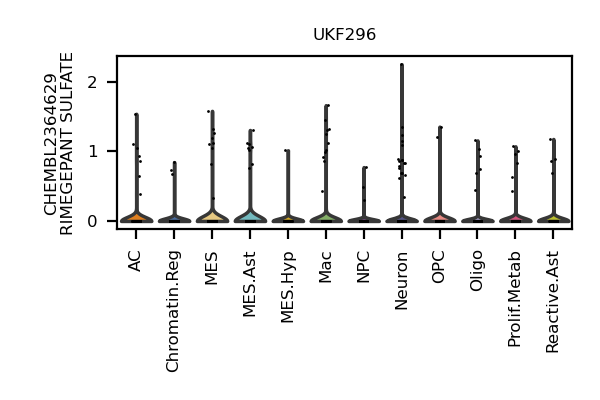 UKF296
CHEMBL2364629
RIMEGEPANT SULFATE
2
1
0
AC
Chromatin.Reg
MES
MES.Ast
MES.Hyp
Mac
NPC
Neuron
OPC
Oligo
Prolif.Metab
Reactive.Ast